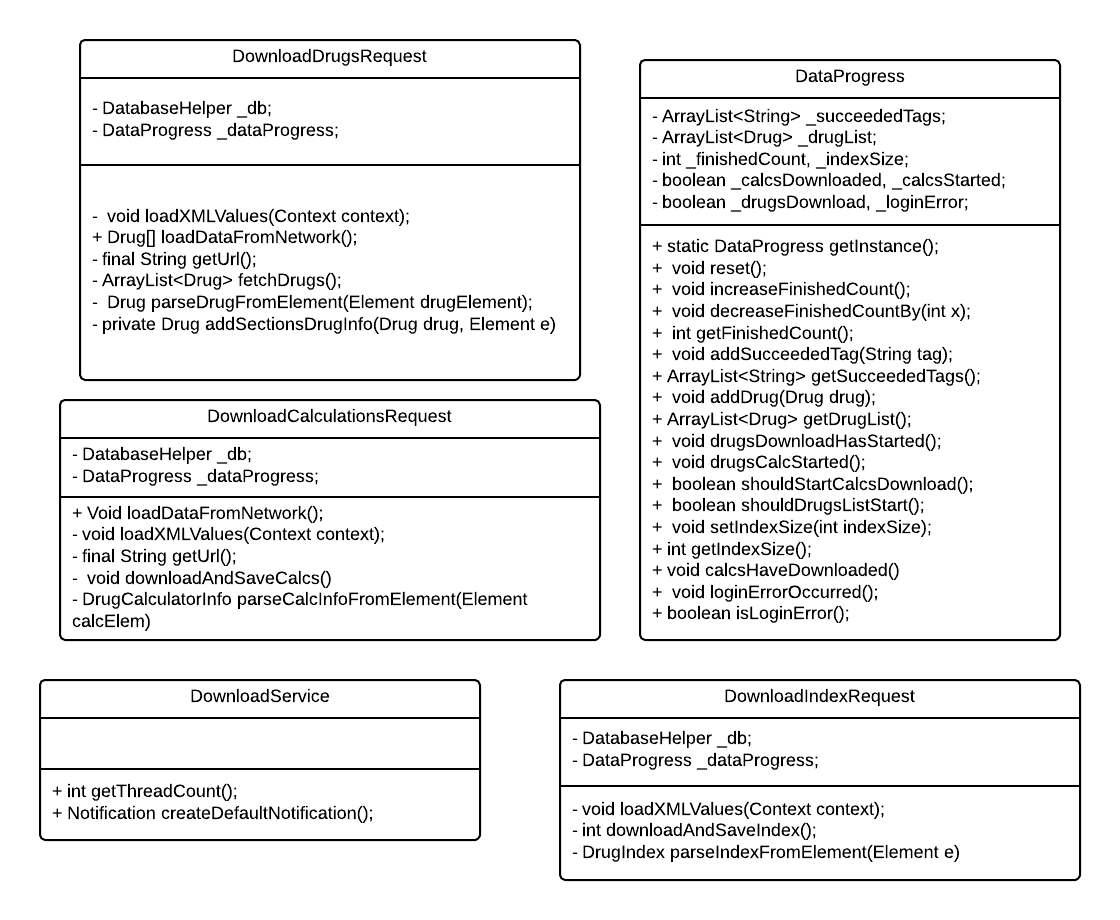 DownloadDrugsRequest
- DatabaseHelper _db;
- DataProgress _dataProgress;
-  void loadXMLValues(Context context);
+ Drug[] loadDataFromNetwork();
- final String getUrl();
- ArrayList<Drug> fetchDrugs();
-  Drug parseDrugFromElement(Element drugElement);
- private Drug addSectionsDrugInfo(Drug drug, Element e)
DownloadCalculationsRequest
- DatabaseHelper _db;
- DataProgress _dataProgress;
+ Void loadDataFromNetwork();
- void loadXMLValues(Context context);
- final String getUrl();
-  void downloadAndSaveCalcs()
- DrugCalculatorInfo parseCalcInfoFromElement(Element
calcElem)
DataProgress
- ArrayList<String> _succeededTags;
- ArrayList<Drug> _drugList;
- int _finishedCount, _indexSize;
- boolean _calcsDownloaded, _calcsStarted;
- boolean _drugsDownload, _loginError;
+ static DataProgress getInstance();
+  void reset();
+  void increaseFinishedCount();
+  void decreaseFinishedCountBy(int x);
+  int getFinishedCount();
+  void addSucceededTag(String tag);
+ ArrayList<String> getSucceededTags();
+  void addDrug(Drug drug);
+ ArrayList<Drug> getDrugList();
+  void drugsDownloadHasStarted();
+  void drugsCalcStarted();
+  boolean shouldStartCalcsDownload();
+  boolean shouldDrugsListStart();
+  void setIndexSize(int indexSize);
+ int getIndexSize();
+ void calcsHaveDownloaded()
+  void loginErrorOccurred();
+ boolean isLoginError();
DownloadService
+ int getThreadCount();
+ Notification createDefaultNotification();
DownloadIndexRequest
- DatabaseHelper _db;
- DataProgress _dataProgress;
- void loadXMLValues(Context context);
- int downloadAndSaveIndex();
- DrugIndex parseIndexFromElement(Element e)